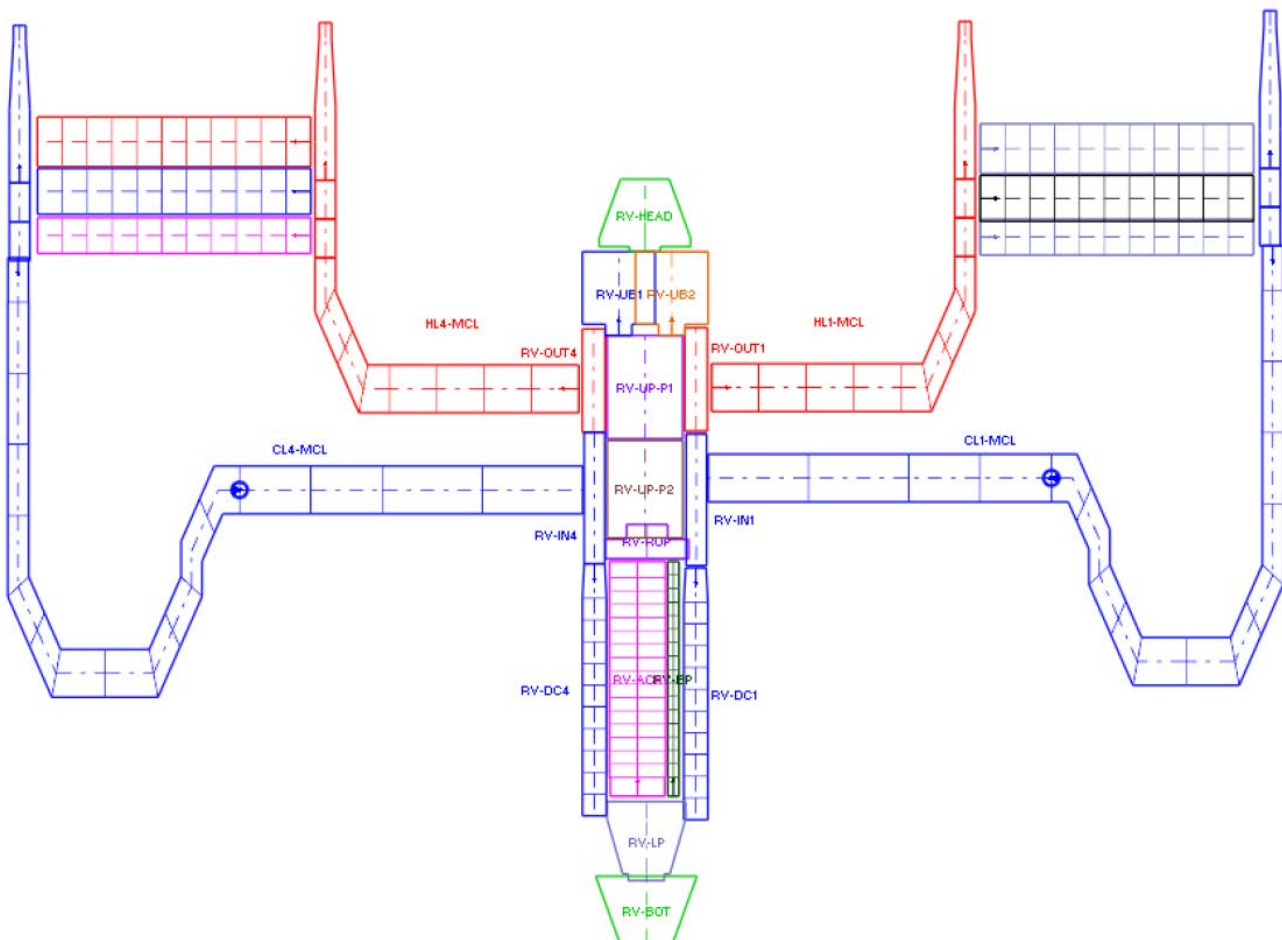 RV-HEAD
RV-UB1
RV-UB2
HL4-MCL
HL1-MCL
RV-OUT4
RV-OUT1
RV-UP-P1
CL4-MCL
CL1-MCL
RV-UP-P2
RV-IN4
RV-IN1
RV-RUP
RV-DC4
RV-BP
RV-DC1
RV-LP
RV-BOT